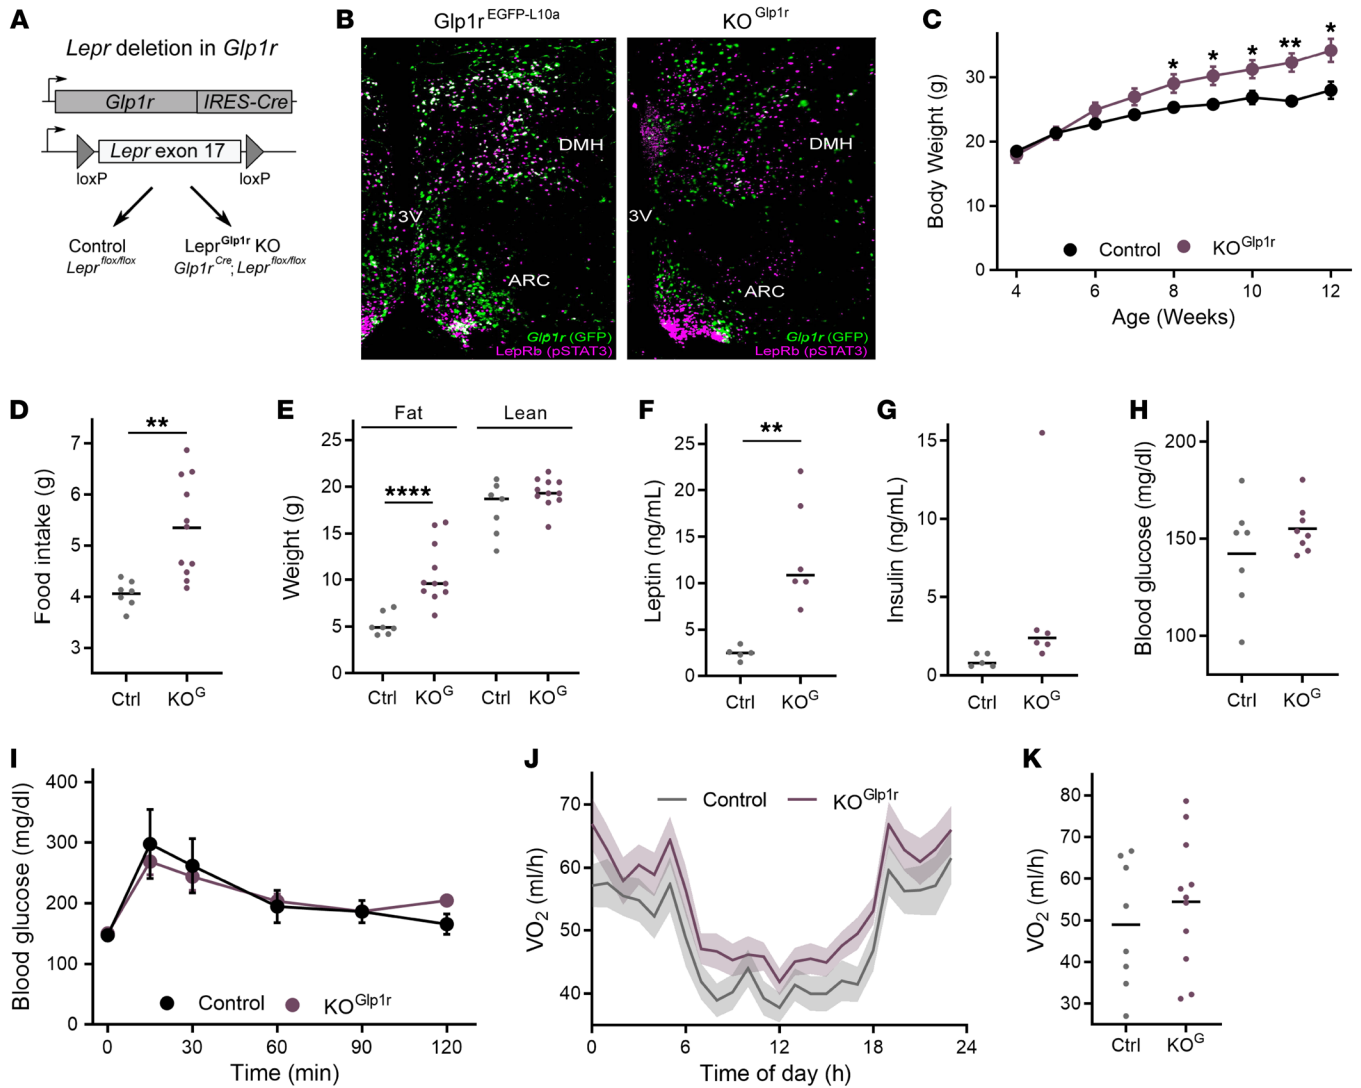 A
Lepr deletion in Glp1r
Glp1r IRES-Cre
Lepr exon 17
loxP loxP
Control Lepr^Glp1r KO
Lepr^flox/flox Glp1r^Cre; Lepr^flox/flox
B
Glp1r^EGFP-L10a KO^Glp1r
DMH DMH
3V 3V
ARC ARC
Glp1r (GFP) Glp1r (GFP)
LepRb (pSTAT3) LepRb (pSTAT3)
C
Body Weight (g)
30
20
10
0
* * * ** *
Control KO^Glp1r
4 6 8 10 12
Age (Weeks)
D
Food intake (g)
7
6
5
4
3
**
Ctrl KO^G
E
Fat Lean
Weight (g)
25
20
15
10
5
0
****
Ctrl KO^G Ctrl KO^G
F
Leptin (ng/mL)
25
20
15
10
5
0
**
Ctrl KO^G
G
Insulin (ng/mL)
15
10
5
0
Ctrl KO^G
H
Blood glucose (mg/dl)
200
150
100
Ctrl KO^G
I
Blood glucose (mg/dl)
400
300
200
100
0
Control KO^Glp1r
0 30 60 90 120
Time (min)
J
VO2 (ml/h)
70
60
50
40
Control KO^Glp1r
0 6 12 18 24
Time of day (h)
K
VO2 (ml/h)
80
70
60
50
40
30
Ctrl KO^G